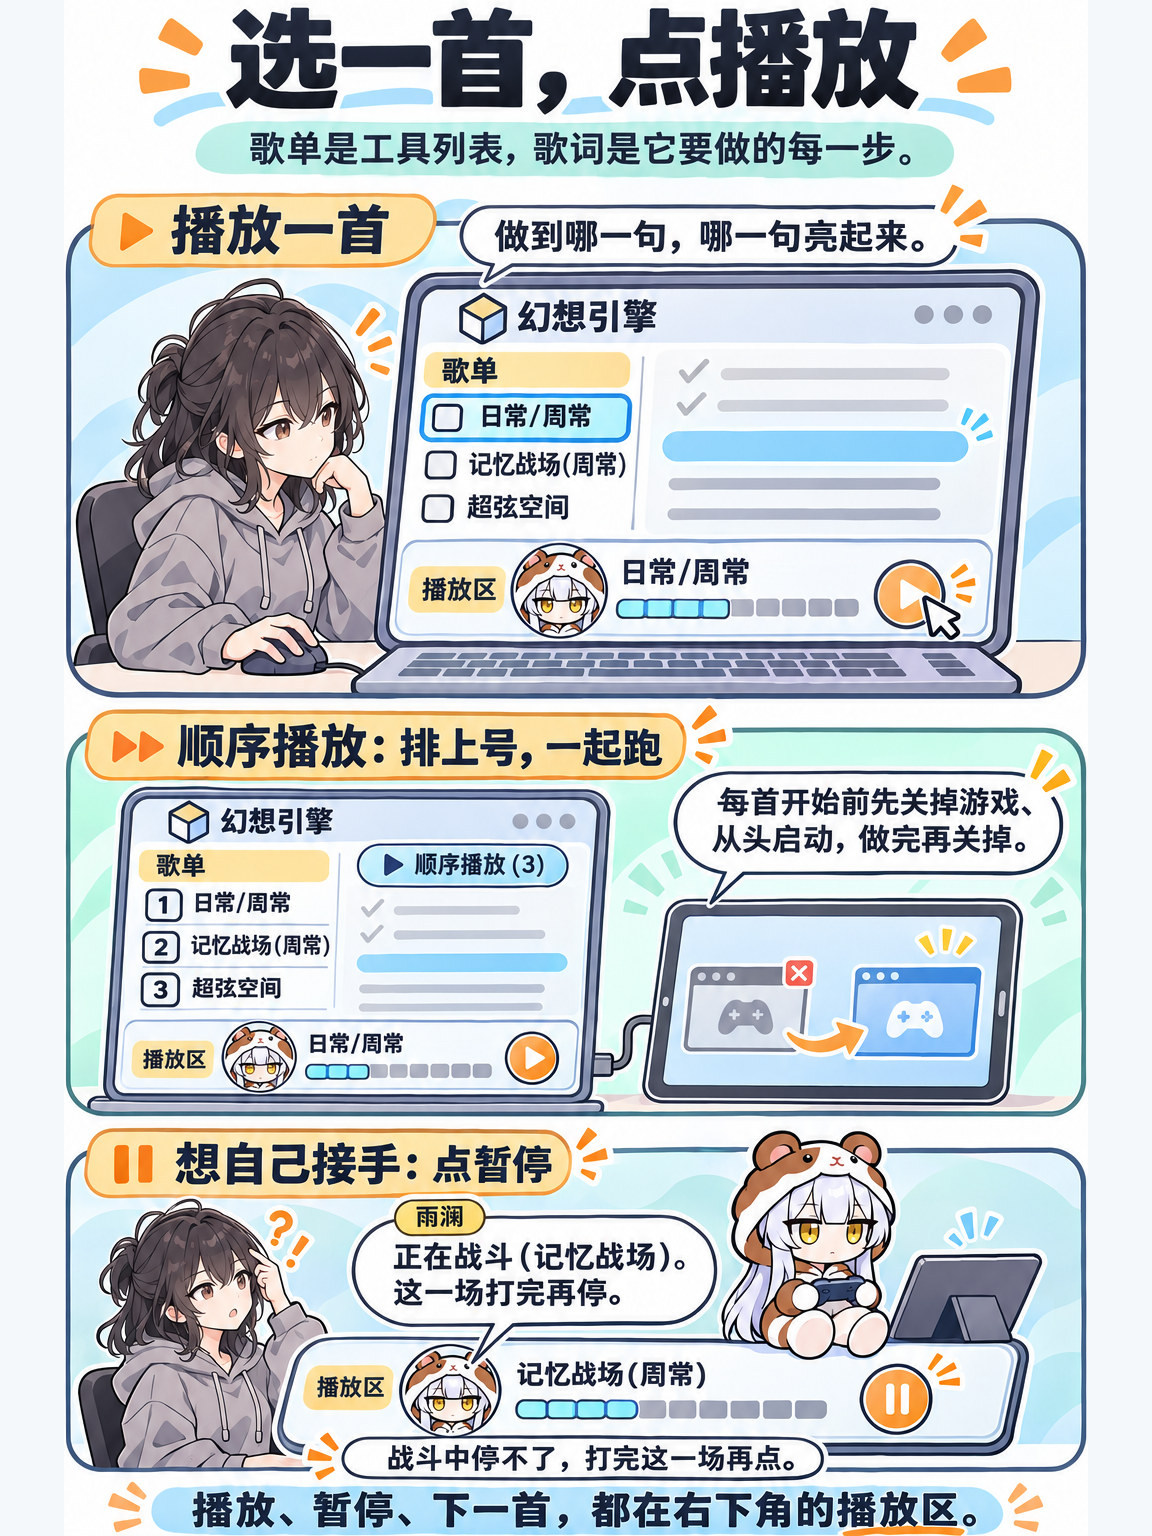 选一首，点播放
歌单是工具列表，歌词是它要做的每一步。
播放一首
做到哪一句，哪一句亮起来。
幻想引擎
歌单
日常/周常
记忆战场(周常)
超弦空间
播放区
日常/周常
顺序播放：排上号，一起跑
每首开始前先关掉游戏、
从头启动，做完再关掉。
幻想引擎
歌单
顺序播放 (3)
1 日常/周常
2 记忆战场(周常)
3 超弦空间
播放区
日常/周常
想自己接手：点暂停
?!
雨澜
正在战斗(记忆战场)。
这一场打完再停。
播放区
记忆战场(周常)
战斗中停不了，打完这一场再点。
播放、暂停、下一首，都在右下角的播放区。